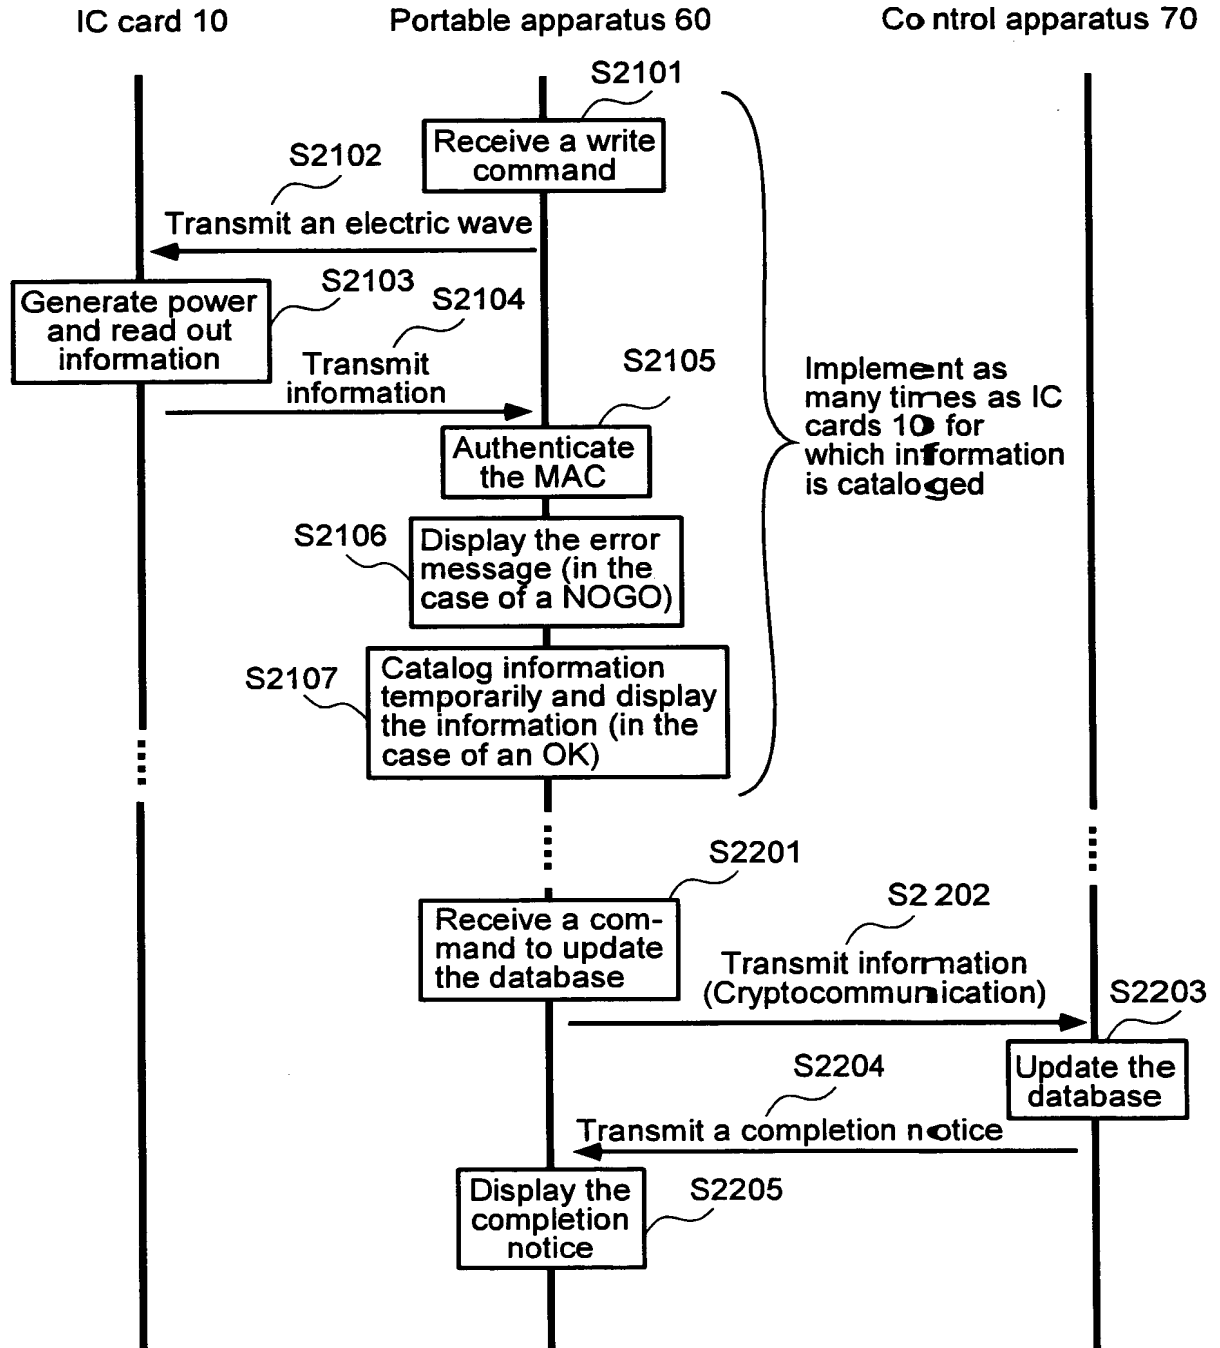 IC card 10
Portable apparatus 60
Control apparatus 70
S2101
Receive a write
command
S2102
Transmit an electric wave
S2103
Generate power
and read out
information
S2104
Transmit
information
S2105
Authenticate
the MAC
Implement as
many times as IC
cards 10 for
which information
is cataloged
S2106
Display the error
message (in the
case of a NOGO)
S2107
Catalog information
temporarily and display
the information (in the
case of an OK)
S2201
Receive a com-
mand to update
the database
S2202
Transmit information
(Cryptocommunication)
S2203
Update the
database
S2204
Transmit a completion notice
S2205
Display the
completion
notice